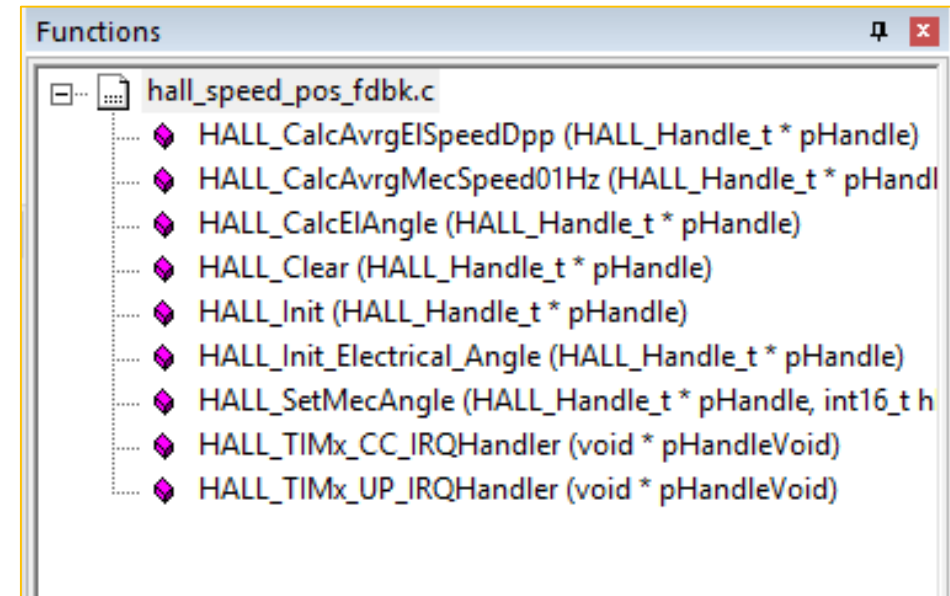 Functions
hall_speed_pos_fdbk.c
HALL_CalcAvrgElSpeedDpp (HALL_Handle_t * pHandle)
HALL_CalcAvrgMecSpeed01Hz (HALL_Handle_t * pHandl
HALL_CalcElAngle (HALL_Handle_t * pHandle)
HALL_Clear (HALL_Handle_t * pHandle)
HALL_Init (HALL_Handle_t * pHandle)
HALL_Init_Electrical_Angle (HALL_Handle_t * pHandle)
HALL_SetMecAngle (HALL_Handle_t * pHandle, int16_t h
HALL_TIMx_CC_IRQHandler (void * pHandleVoid)
HALL_TIMx_UP_IRQHandler (void * pHandleVoid)